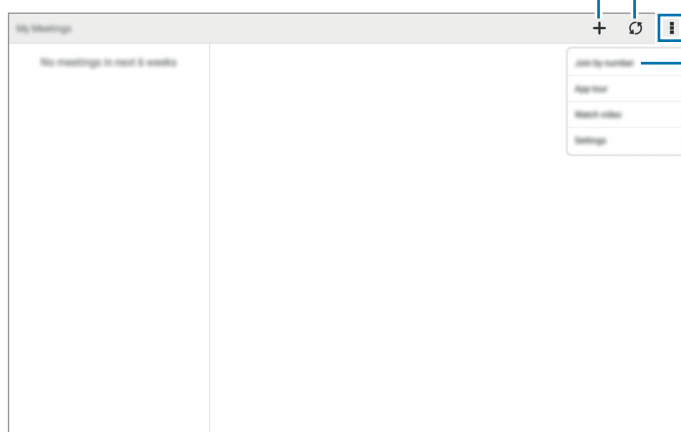 My Meetings
No meetings in next 6 weeks
Join by number
App tour
Watch video
Settings